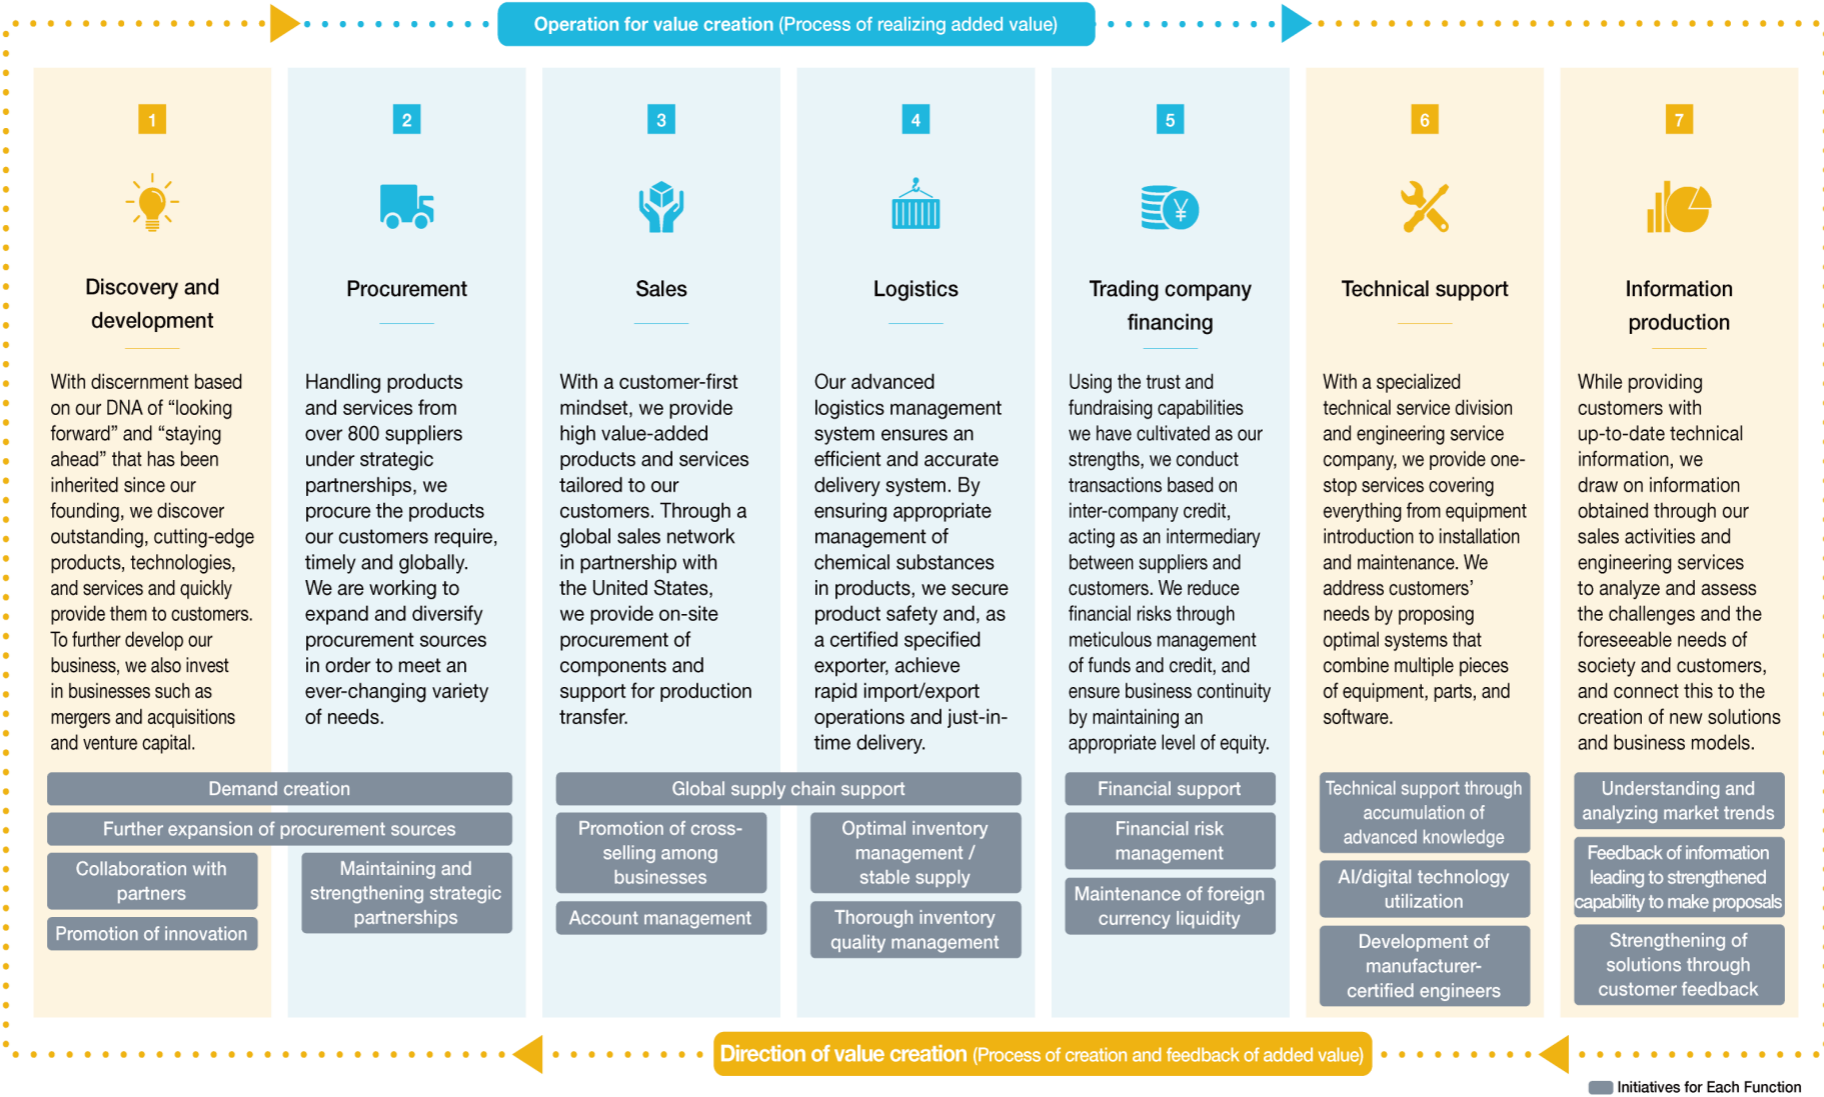 Operation for value creation (Process of realizing added value)
1
Discovery and
development
With discernment based
on our DNA of “looking
forward” and “staying
ahead” that has been
inherited since our
founding, we discover
outstanding, cutting-edge
products, technologies,
and services and quickly
provide them to customers.
To further develop our
business, we also invest
in businesses such as
mergers and acquisitions
and venture capital.
2
Procurement
Handling products
and services from
over 800 suppliers
under strategic
partnerships, we
procure the products
our customers require,
timely and globally.
We are working to
expand and diversify
procurement sources
in order to meet an
ever-changing variety
of needs.
3
Sales
With a customer-first
mindset, we provide
high value-added
products and services
tailored to our
customers. Through a
global sales network
in partnership with
the United States,
we provide on-site
procurement of
components and
support for production
transfer.
4
Logistics
Our advanced
logistics management
system ensures an
efficient and accurate
delivery system. By
ensuring appropriate
management of
chemical substances
in products, we secure
product safety and, as
a certified specified
exporter, achieve
rapid import/export
operations and just-in-
time delivery.
5
¥
Trading company
financing
Using the trust and
fundraising capabilities
we have cultivated as our
strengths, we conduct
transactions based on
inter-company credit,
acting as an intermediary
between suppliers and
customers. We reduce
financial risks through
meticulous management
of funds and credit, and
ensure business continuity
by maintaining an
appropriate level of equity.
6
Technical support
With a specialized
technical service division
and engineering service
company, we provide one-
stop services covering
everything from equipment
introduction to installation
and maintenance. We
address customers’
needs by proposing
optimal systems that
combine multiple pieces
of equipment, parts, and
software.
7
Information
production
While providing
customers with
up-to-date technical
information, we
draw on information
obtained through our
sales activities and
engineering services
to analyze and assess
the challenges and the
foreseeable needs of
society and customers,
and connect this to the
creation of new solutions
and business models.
Demand creation
Further expansion of procurement sources
Collaboration with
partners
Promotion of innovation
Maintaining and
strengthening strategic
partnerships
Global supply chain support
Promotion of cross-
selling among
businesses
Account management
Optimal inventory
management /
stable supply
Thorough inventory
quality management
Financial support
Financial risk
management
Maintenance of foreign
currency liquidity
Technical support through
accumulation of
advanced knowledge
AI/digital technology
utilization
Development of
manufacturer-
certified engineers
Understanding and
analyzing market trends
Feedback of information
leading to strengthened
capability to make proposals
Strengthening of
solutions through
customer feedback
Direction of value creation (Process of creation and feedback of added value)
Initiatives for Each Function